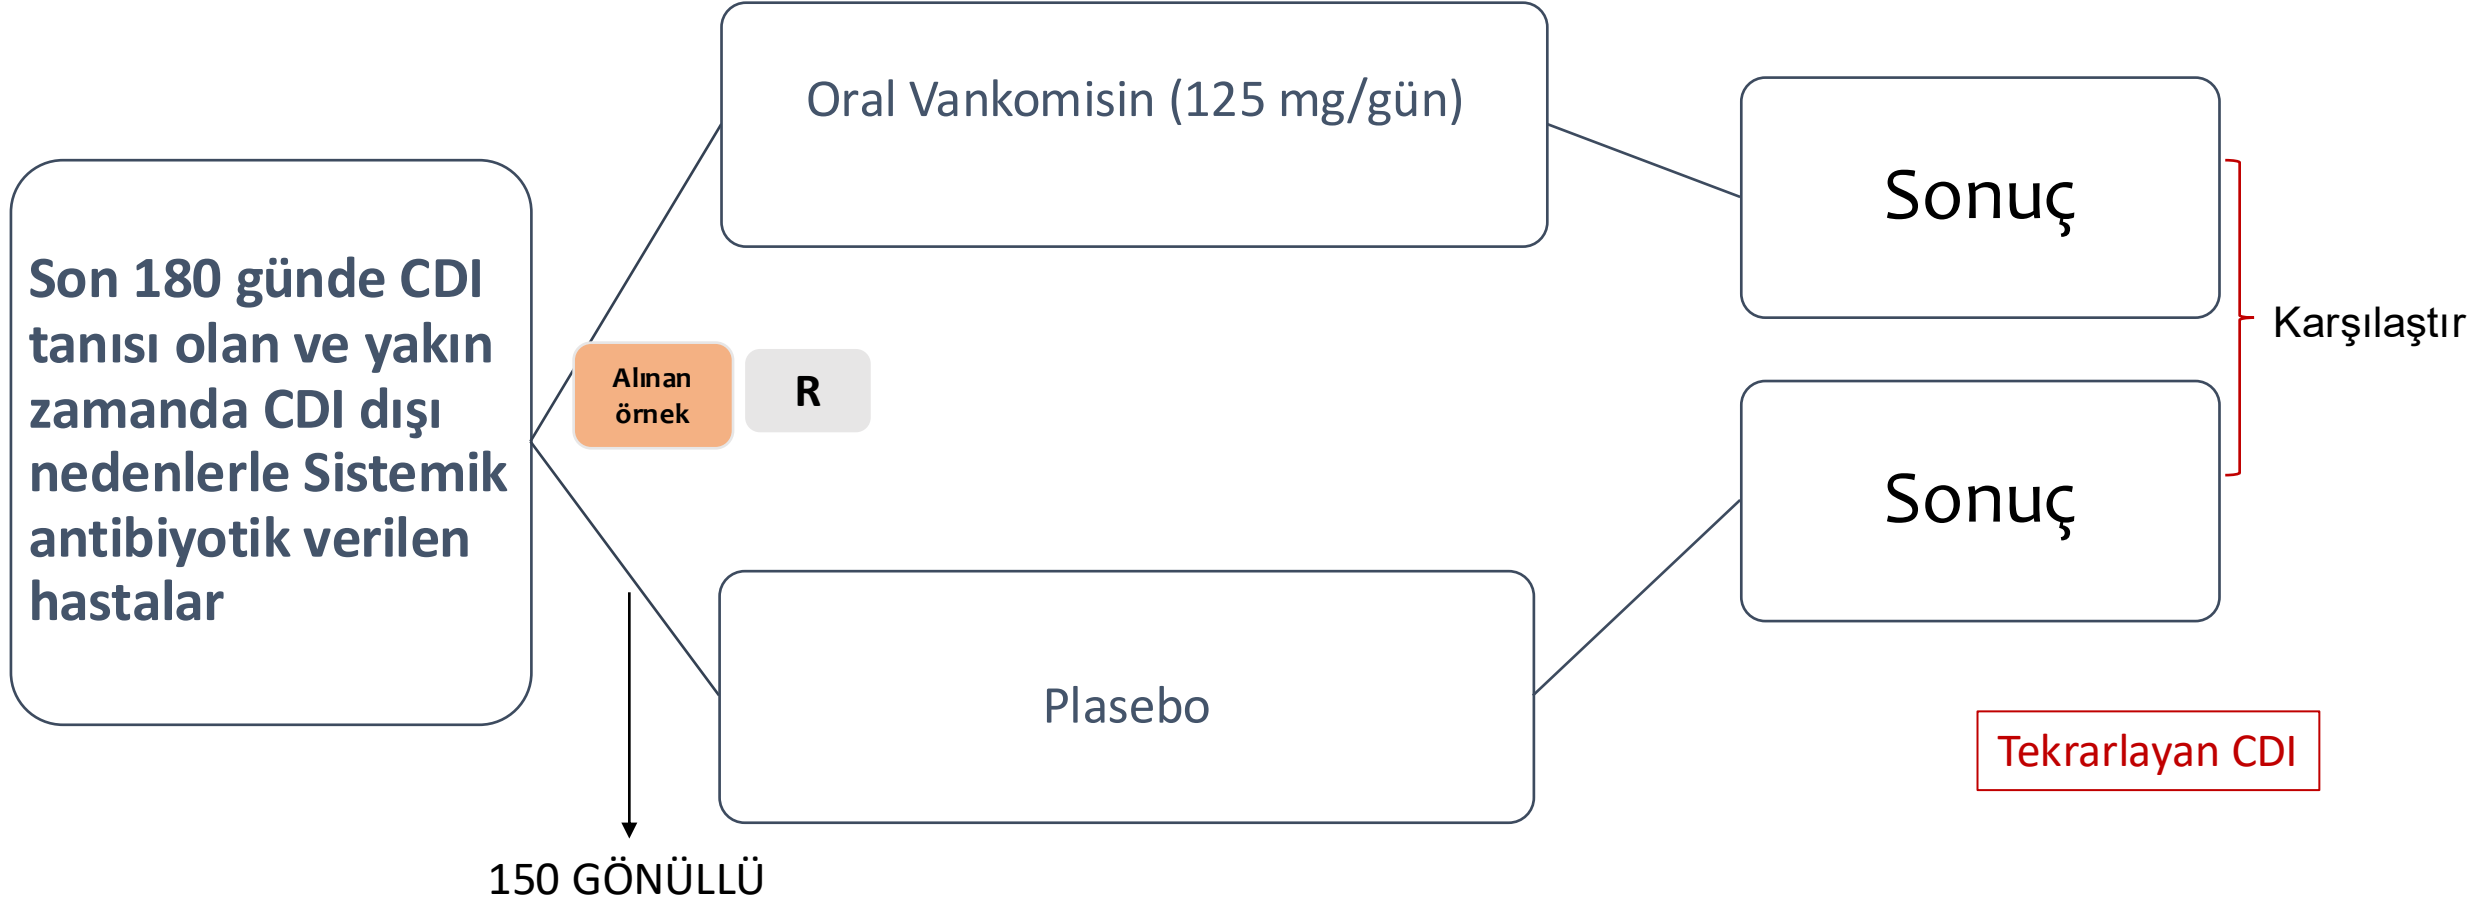 Oral Vankomisin (125 mg/gün)
Son 180 günde CDI
tanısı olan ve yakın
zamanda CDI dışı
nedenlerle Sistemik
antibiyotik verilen
hastalar
Alınan
örnek
R
Sonuç
Sonuç
Karşılaştır
Plasebo
Tekrarlayan CDI
150 GÖNÜLLÜ